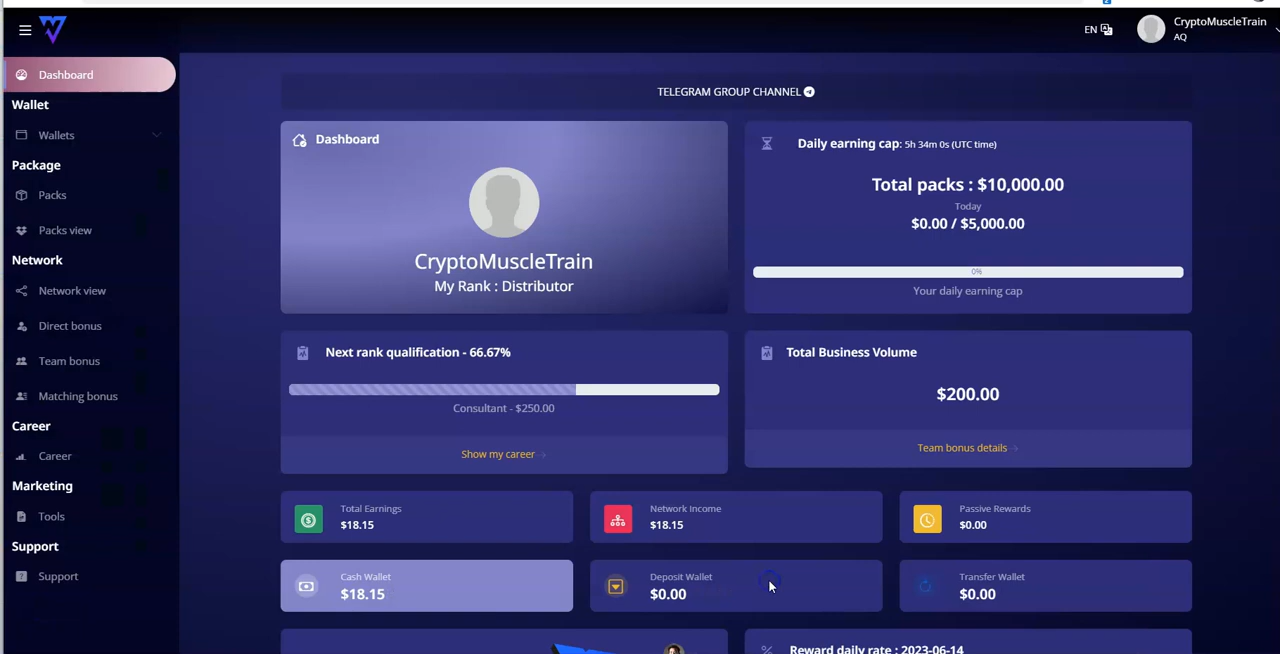 EN
CryptoMuscleTrain
AQ
Dashboard
Wallet
Wallets
Package
Packs
Packs view
Network
Network view
Direct bonus
Team bonus
Matching bonus
Career
Career
Marketing
Tools
Support
Support
TELEGRAM GROUP CHANNEL
Dashboard
CryptoMuscleTrain
My Rank : Distributor
Daily earning cap: 5h 34m 0s (UTC time)
Total packs : $10,000.00
Today
$0.00 / $5,000.00
0%
Your daily earning cap
Next rank qualification - 66.67%
Consultant - $250.00
Show my career
Total Business Volume
$200.00
Team bonus details
Total Earnings
$18.15
Network Income
$18.15
Passive Rewards
$0.00
Cash Wallet
$18.15
Deposit Wallet
$0.00
Transfer Wallet
$0.00
Reward daily rate : 2023-06-14